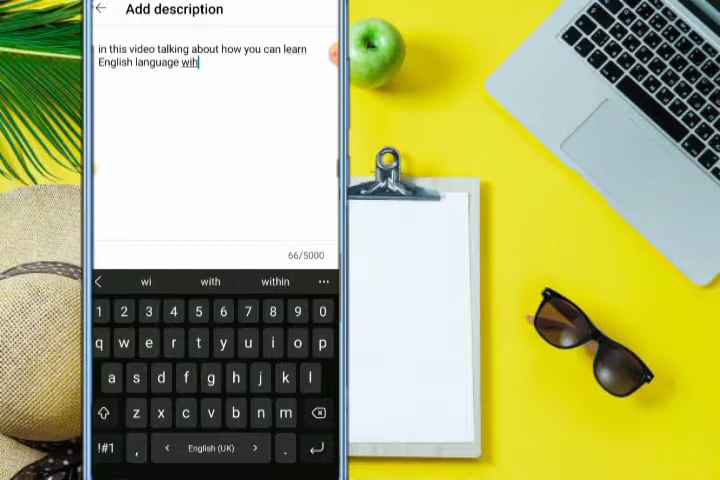 Add description
in this video talking about how you can learn
English language wih
66/5000
wi with within ...
1 2 3 4 5 6 7 8 9 0
q w e r t y u i o p
a s d f g h j k l
z x c v b n m
!#1 , < English (UK) > .